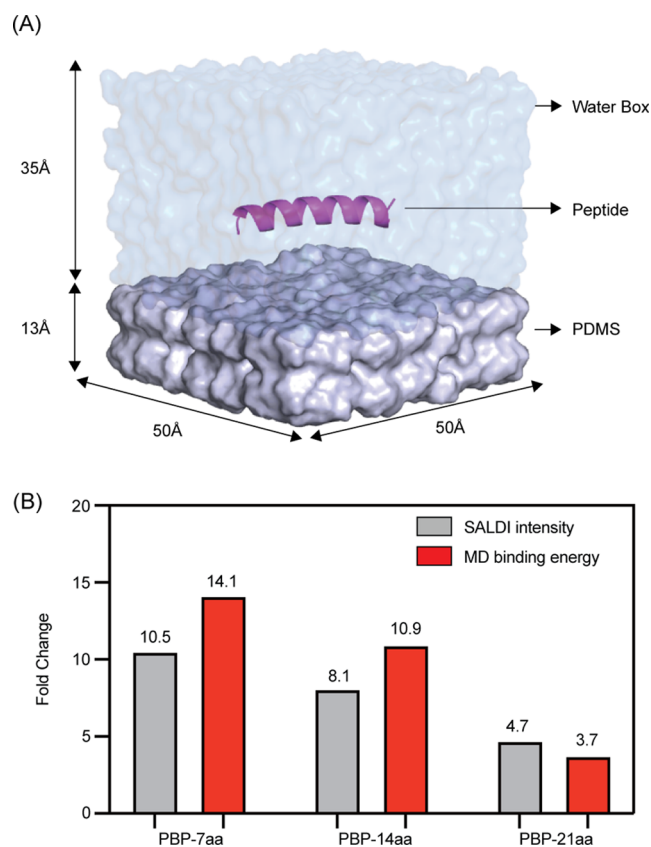 (A)
Water Box
35Å
Peptide
13Å
PDMS
50Å
50Å
(B)
20
SALDI intensity
MD binding energy
15
14.1
10.5
10.9
Fold Change
10
8.1
5
4.7
3.7
0
PBP-7aa
PBP-14aa
PBP-21aa